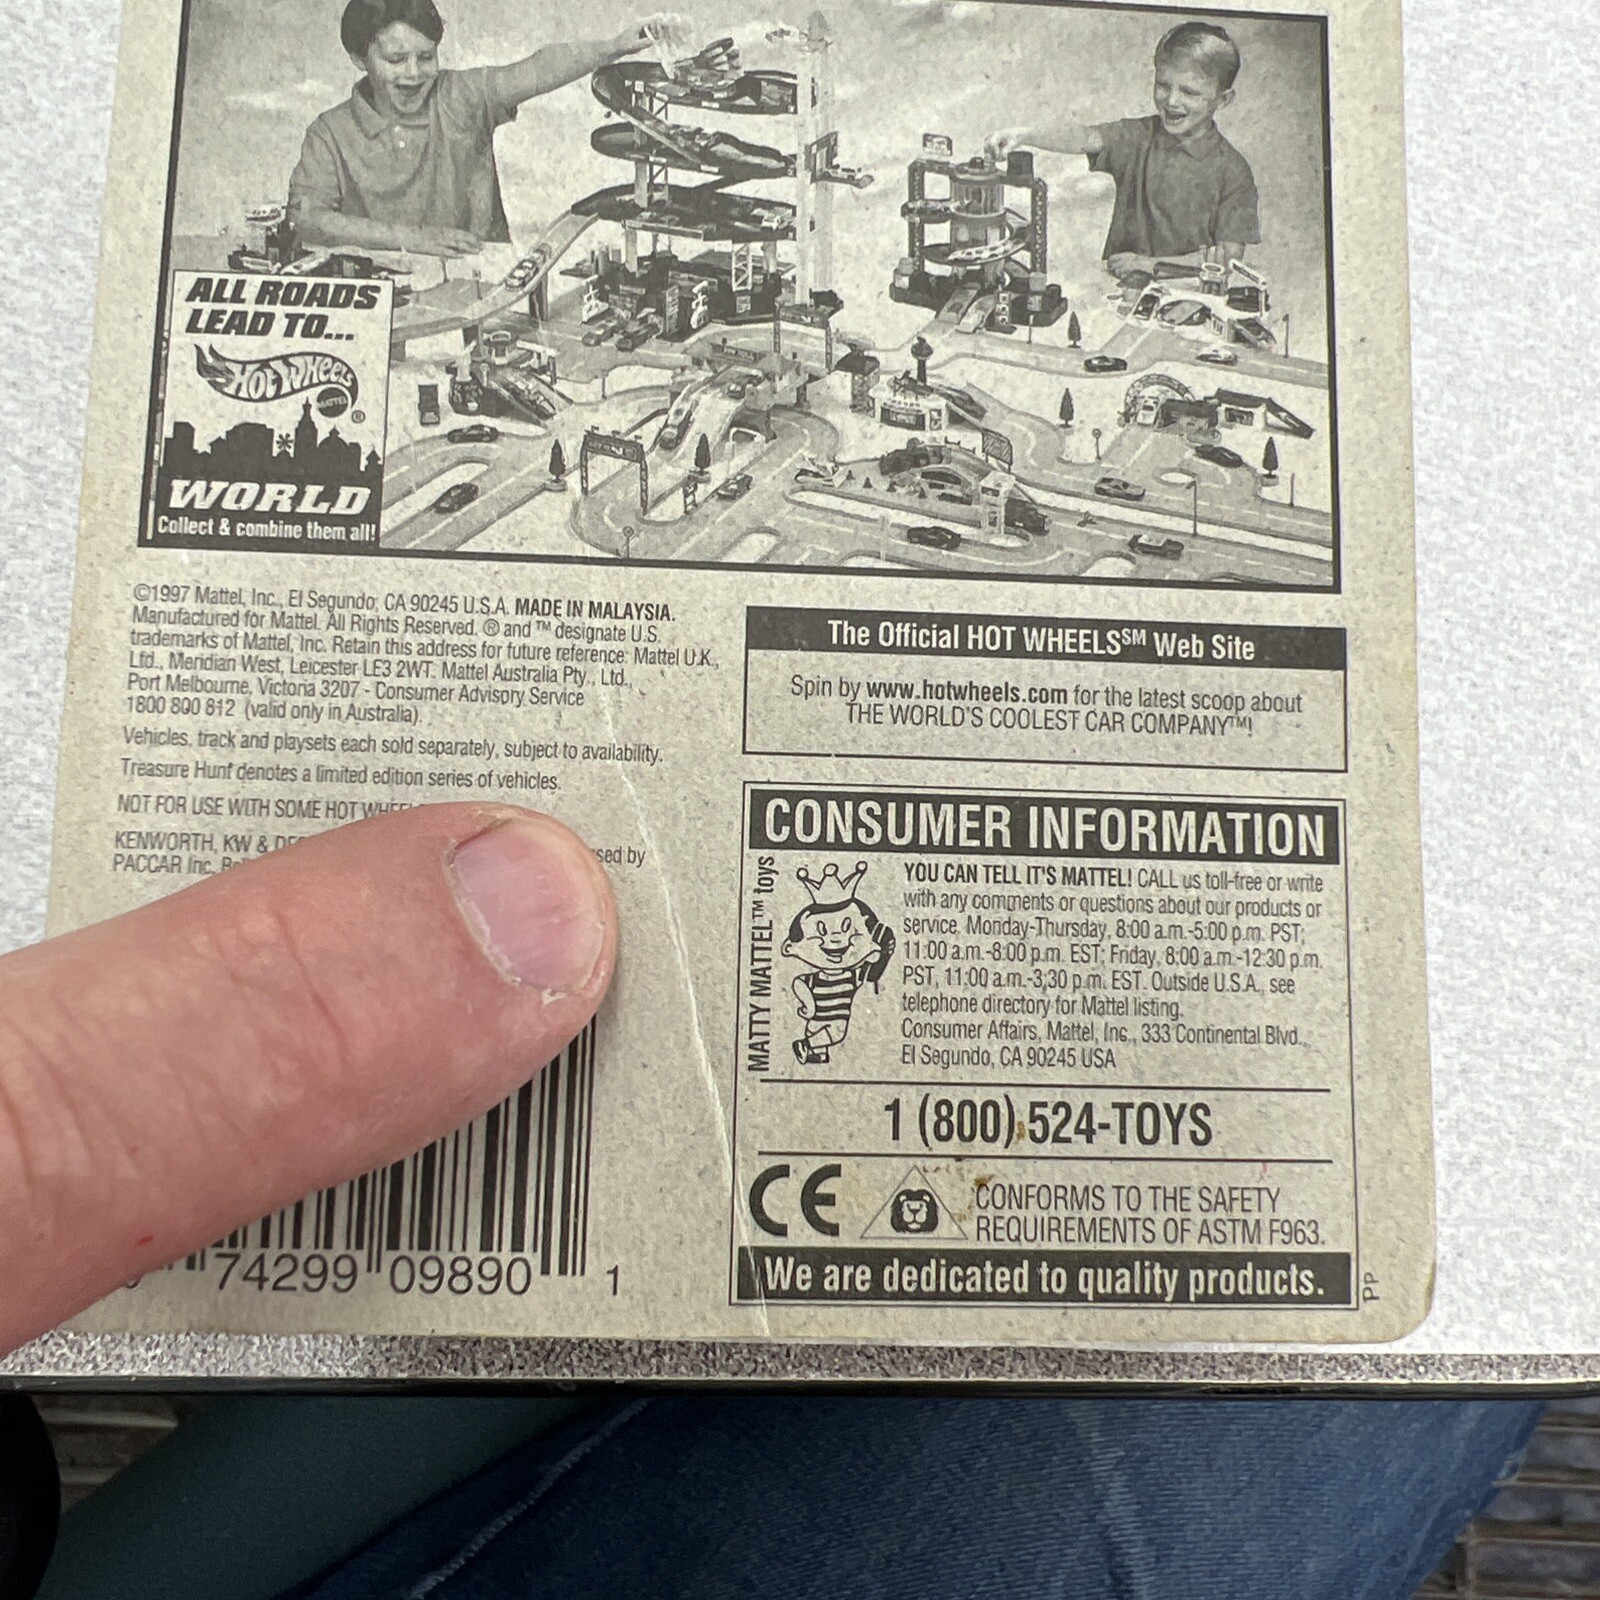 ALL ROADS
LEAD TO...
HOT WHEELS
MATTEL
®
WORLD
Collect & combine them all!
©1997 Mattel, Inc., El Segundo, CA 90245 U.S.A. MADE IN MALAYSIA.
Manufactured for Mattel. All Rights Reserved. ® and ™ designate U.S.
trademarks of Mattel, Inc. Retain this address for future reference: Mattel U.K.,
Ltd., Meridian West, Leicester LE3 2WT. Mattel Australia Pty., Ltd.,
Port Melbourne, Victoria 3207 - Consumer Advisory Service
1800 800 812 (valid only in Australia).
Vehicles, track and playsets each sold separately, subject to availability.
Treasure Hunt denotes a limited edition series of vehicles.
NOT FOR USE WITH SOME HOT
KENWORTH, KW &
sed by
PACCAR Inc.
74299 09890 1
The Official HOT WHEELS℠ Web Site
Spin by www.hotwheels.com for the latest scoop about
THE WORLD'S COOLEST CAR COMPANY™!
CONSUMER INFORMATION
MATTY MATTEL™ toys
YOU CAN TELL IT'S MATTEL! CALL us toll-free or write
with any comments or questions about our products or
service, Monday-Thursday, 8:00 a.m.-5:00 p.m. PST;
11:00 a.m.-8:00 p.m. EST; Friday, 8:00 a.m.-12:30 p.m.
PST, 11:00 a.m.-3:30 p.m. EST. Outside U.S.A., see
telephone directory for Mattel listing.
Consumer Affairs, Mattel, Inc., 333 Continental Blvd.,
El Segundo, CA 90245 USA
1 (800) 524-TOYS
CE
CONFORMS TO THE SAFETY
REQUIREMENTS OF ASTM F963.
We are dedicated to quality products.
PP